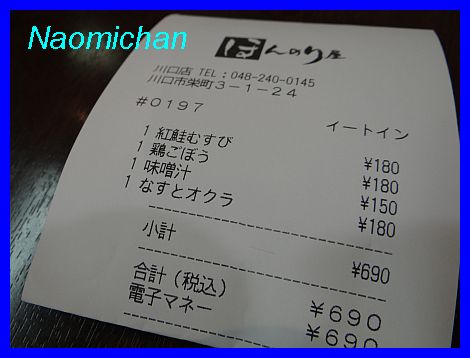 Naomichan
ぼんのり屋
川口店 TEL：048-240-0145
川口市栄町3－1－24
#0197
イートイン
1 紅鮭むすび ¥180
1 鶏ごぼう ¥180
1 味噌汁 ¥150
1 なすとオクラ ¥180
小計 ¥690
合計(税込) ¥690
電子マネー ¥690